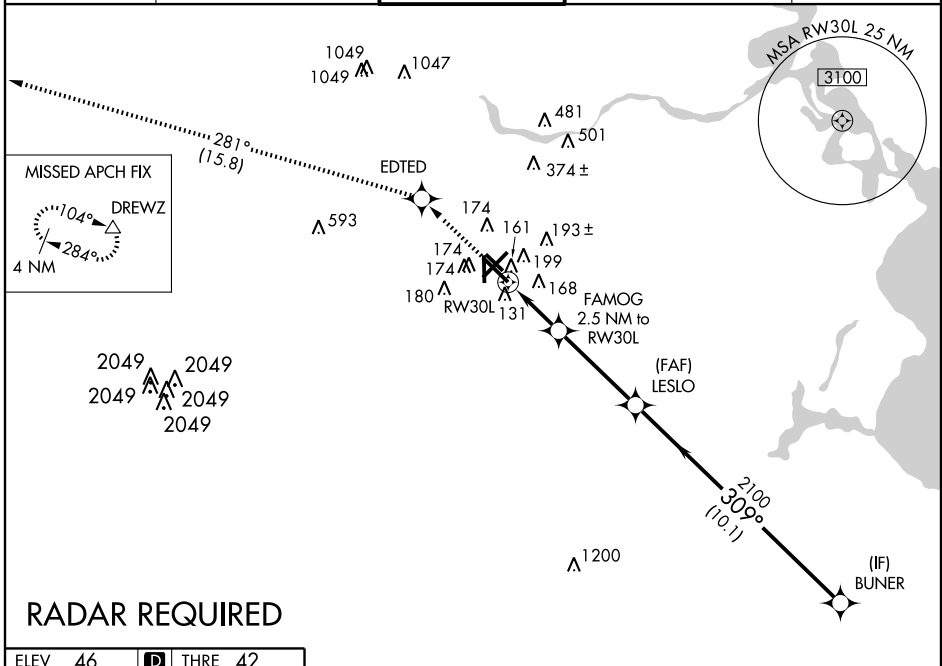 MSA RW30L 25 NM
3100
1049
1049
1047
481
501
374 ±
281°
(15.8)
EDTED
MISSED APCH FIX
104°
DREWZ
284°
4 NM
593
174
161
193 ±
174
174
199
180
RW30L
131
168
FAMOG
2.5 NM to
RW30L
(FAF)
LESLO
2049
2049
2049
2049
2049
2100
309°
(10.1)
1200
(IF)
BUNER
RADAR REQUIRED
ELEV 46 D THRE 42